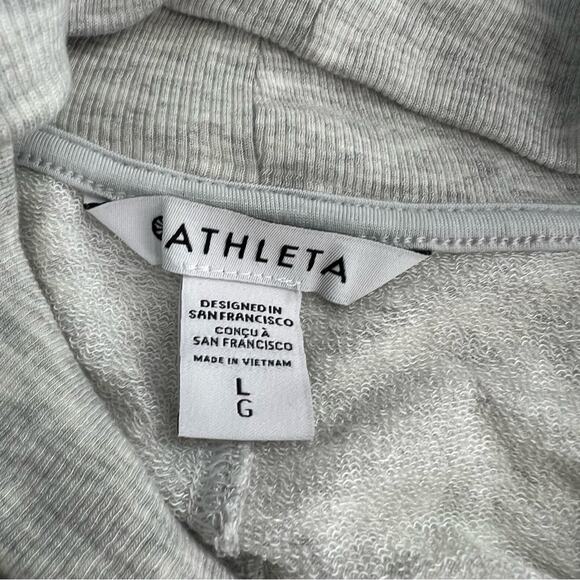 ATHLETA
DESIGNED IN
SAN FRANCISCO
CONÇU À
SAN FRANCISCO
MADE IN VIETNAM
L
G